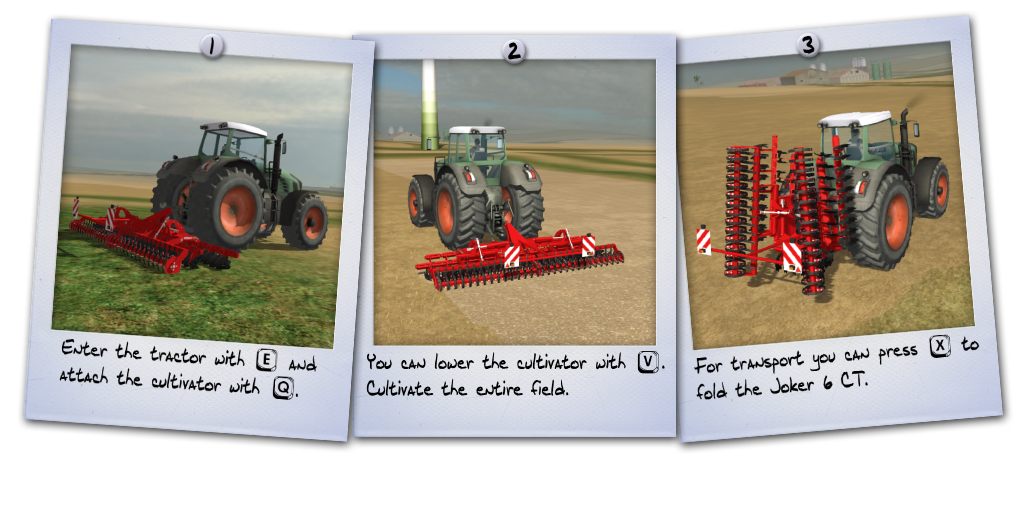 1
Enter the tractor with E and
attach the cultivator with Q.
2
You can lower the cultivator with V.
Cultivate the entire field.
3
For transport you can press X to
fold the Joker 6 CT.